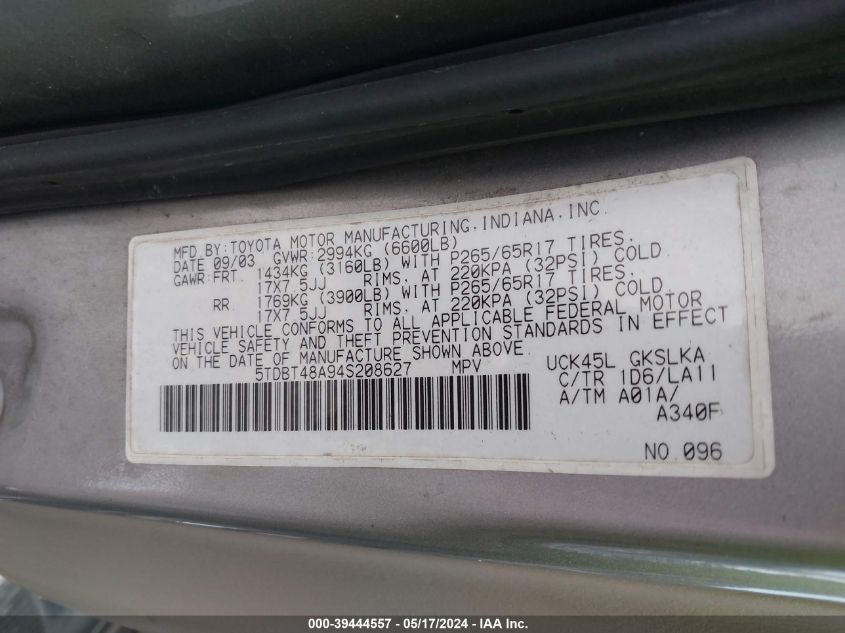 MFD.BY:TOYOTA MOTOR MANUFACTURING.INDIANA.INC.
DATE 09/03 GVWR:2994KG (6600LB)
GAWR:FRT 1434KG (3160LB) WITH P265/65R17 TIRES.
17X7.5JJ RIMS. AT 220KPA (32PSI) COLD
RR 1769KG (3900LB) WITH P265/65R17 TIRES.
17X7.5JJ RIMS. AT 220KPA (32PSI) COLD.
THIS VEHICLE CONFORMS TO ALL APPLICABLE FEDERAL MOTOR
VEHICLE SAFETY AND THEFT PREVENTION STANDARDS IN EFFECT
ON THE DATE OF MANUFACTURE SHOWN ABOVE.
5TDBT48A94S208627 MPV UCK45L GKSLKA
C/TR 1D6/LA11
A/TM A01A/
A340F
NO.096
000-39444557 - 05/17/2024 - IAA Inc.